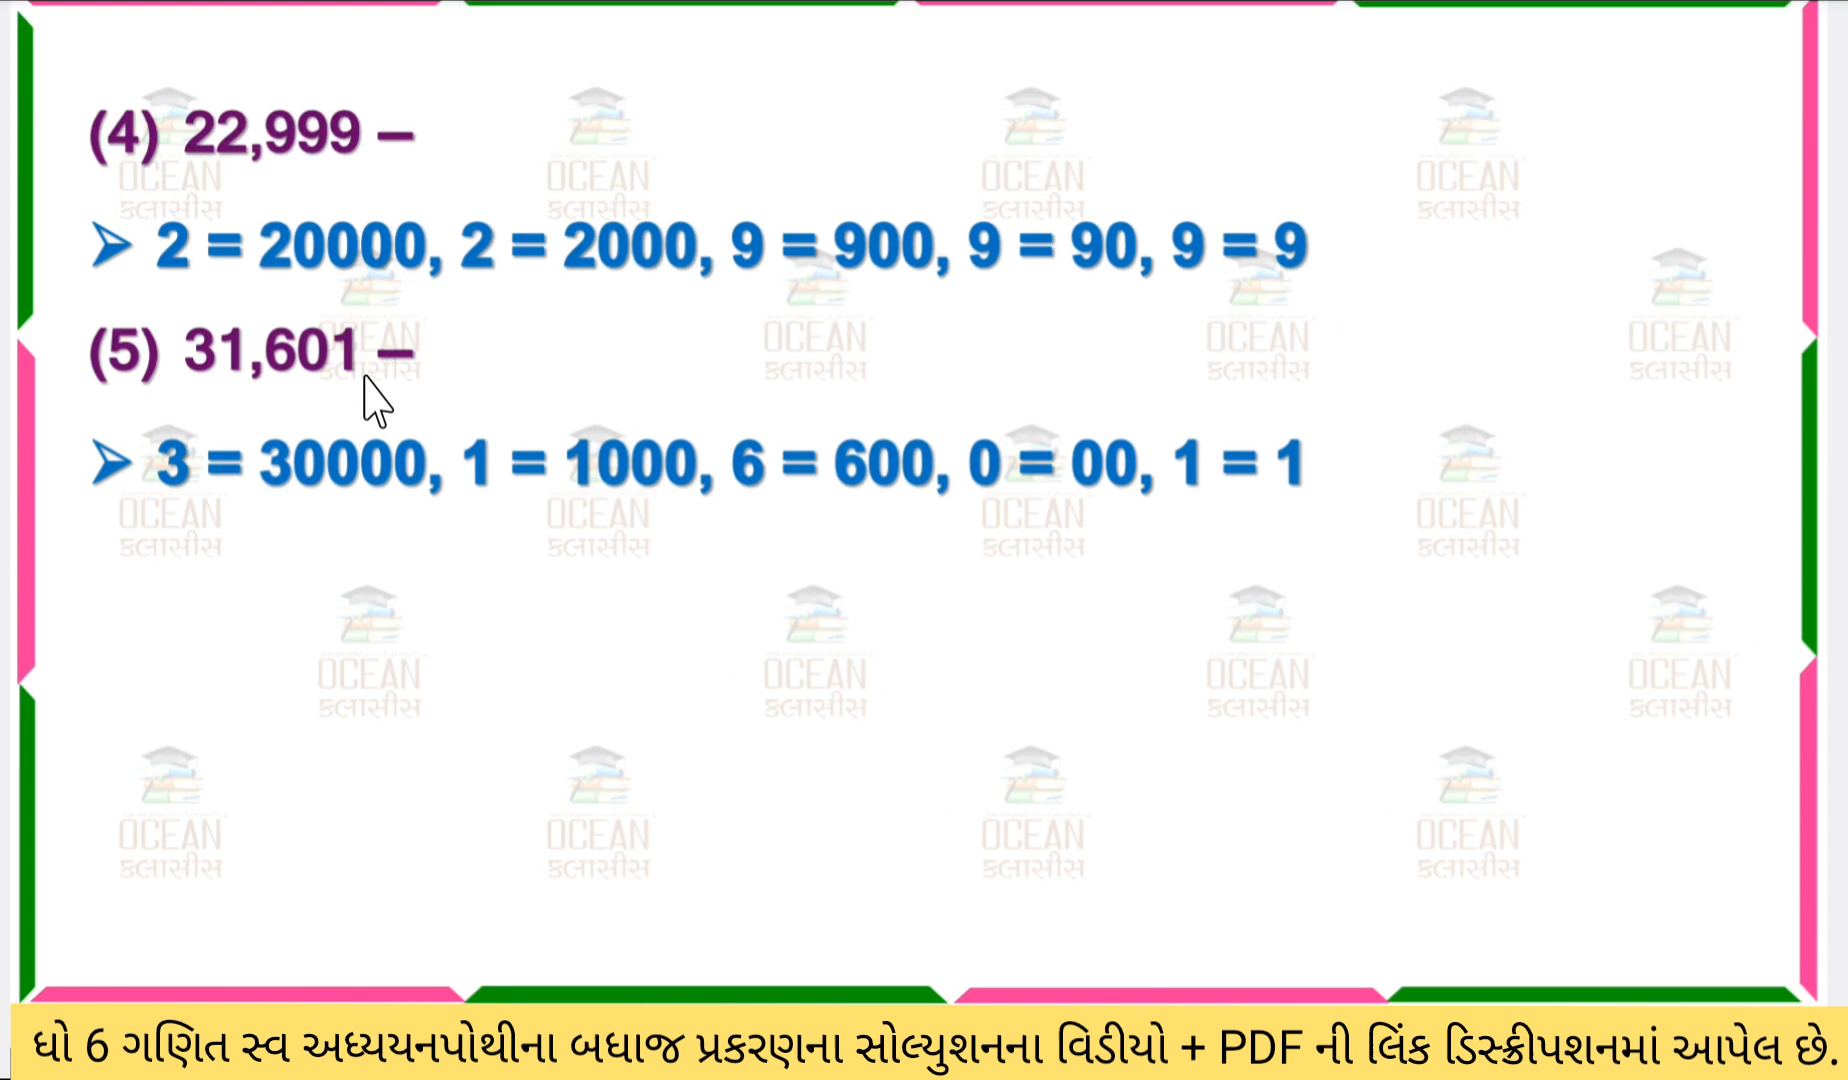 (4) 22,999 –
➢ 2 = 20000, 2 = 2000, 9 = 900, 9 = 90, 9 = 9
(5) 31,601 –
➢ 3 = 30000, 1 = 1000, 6 = 600, 0 = 00, 1 = 1
OCEAN
ક્લાસીસ
ધો 6 ગણિત સ્વ અધ્યયનપોથીના બધાજ પ્રકરણના સોલ્યુશનના વિડીયો + PDF ની લિંક ડિસ્ક્રીપશનમાં આપેલ છે.